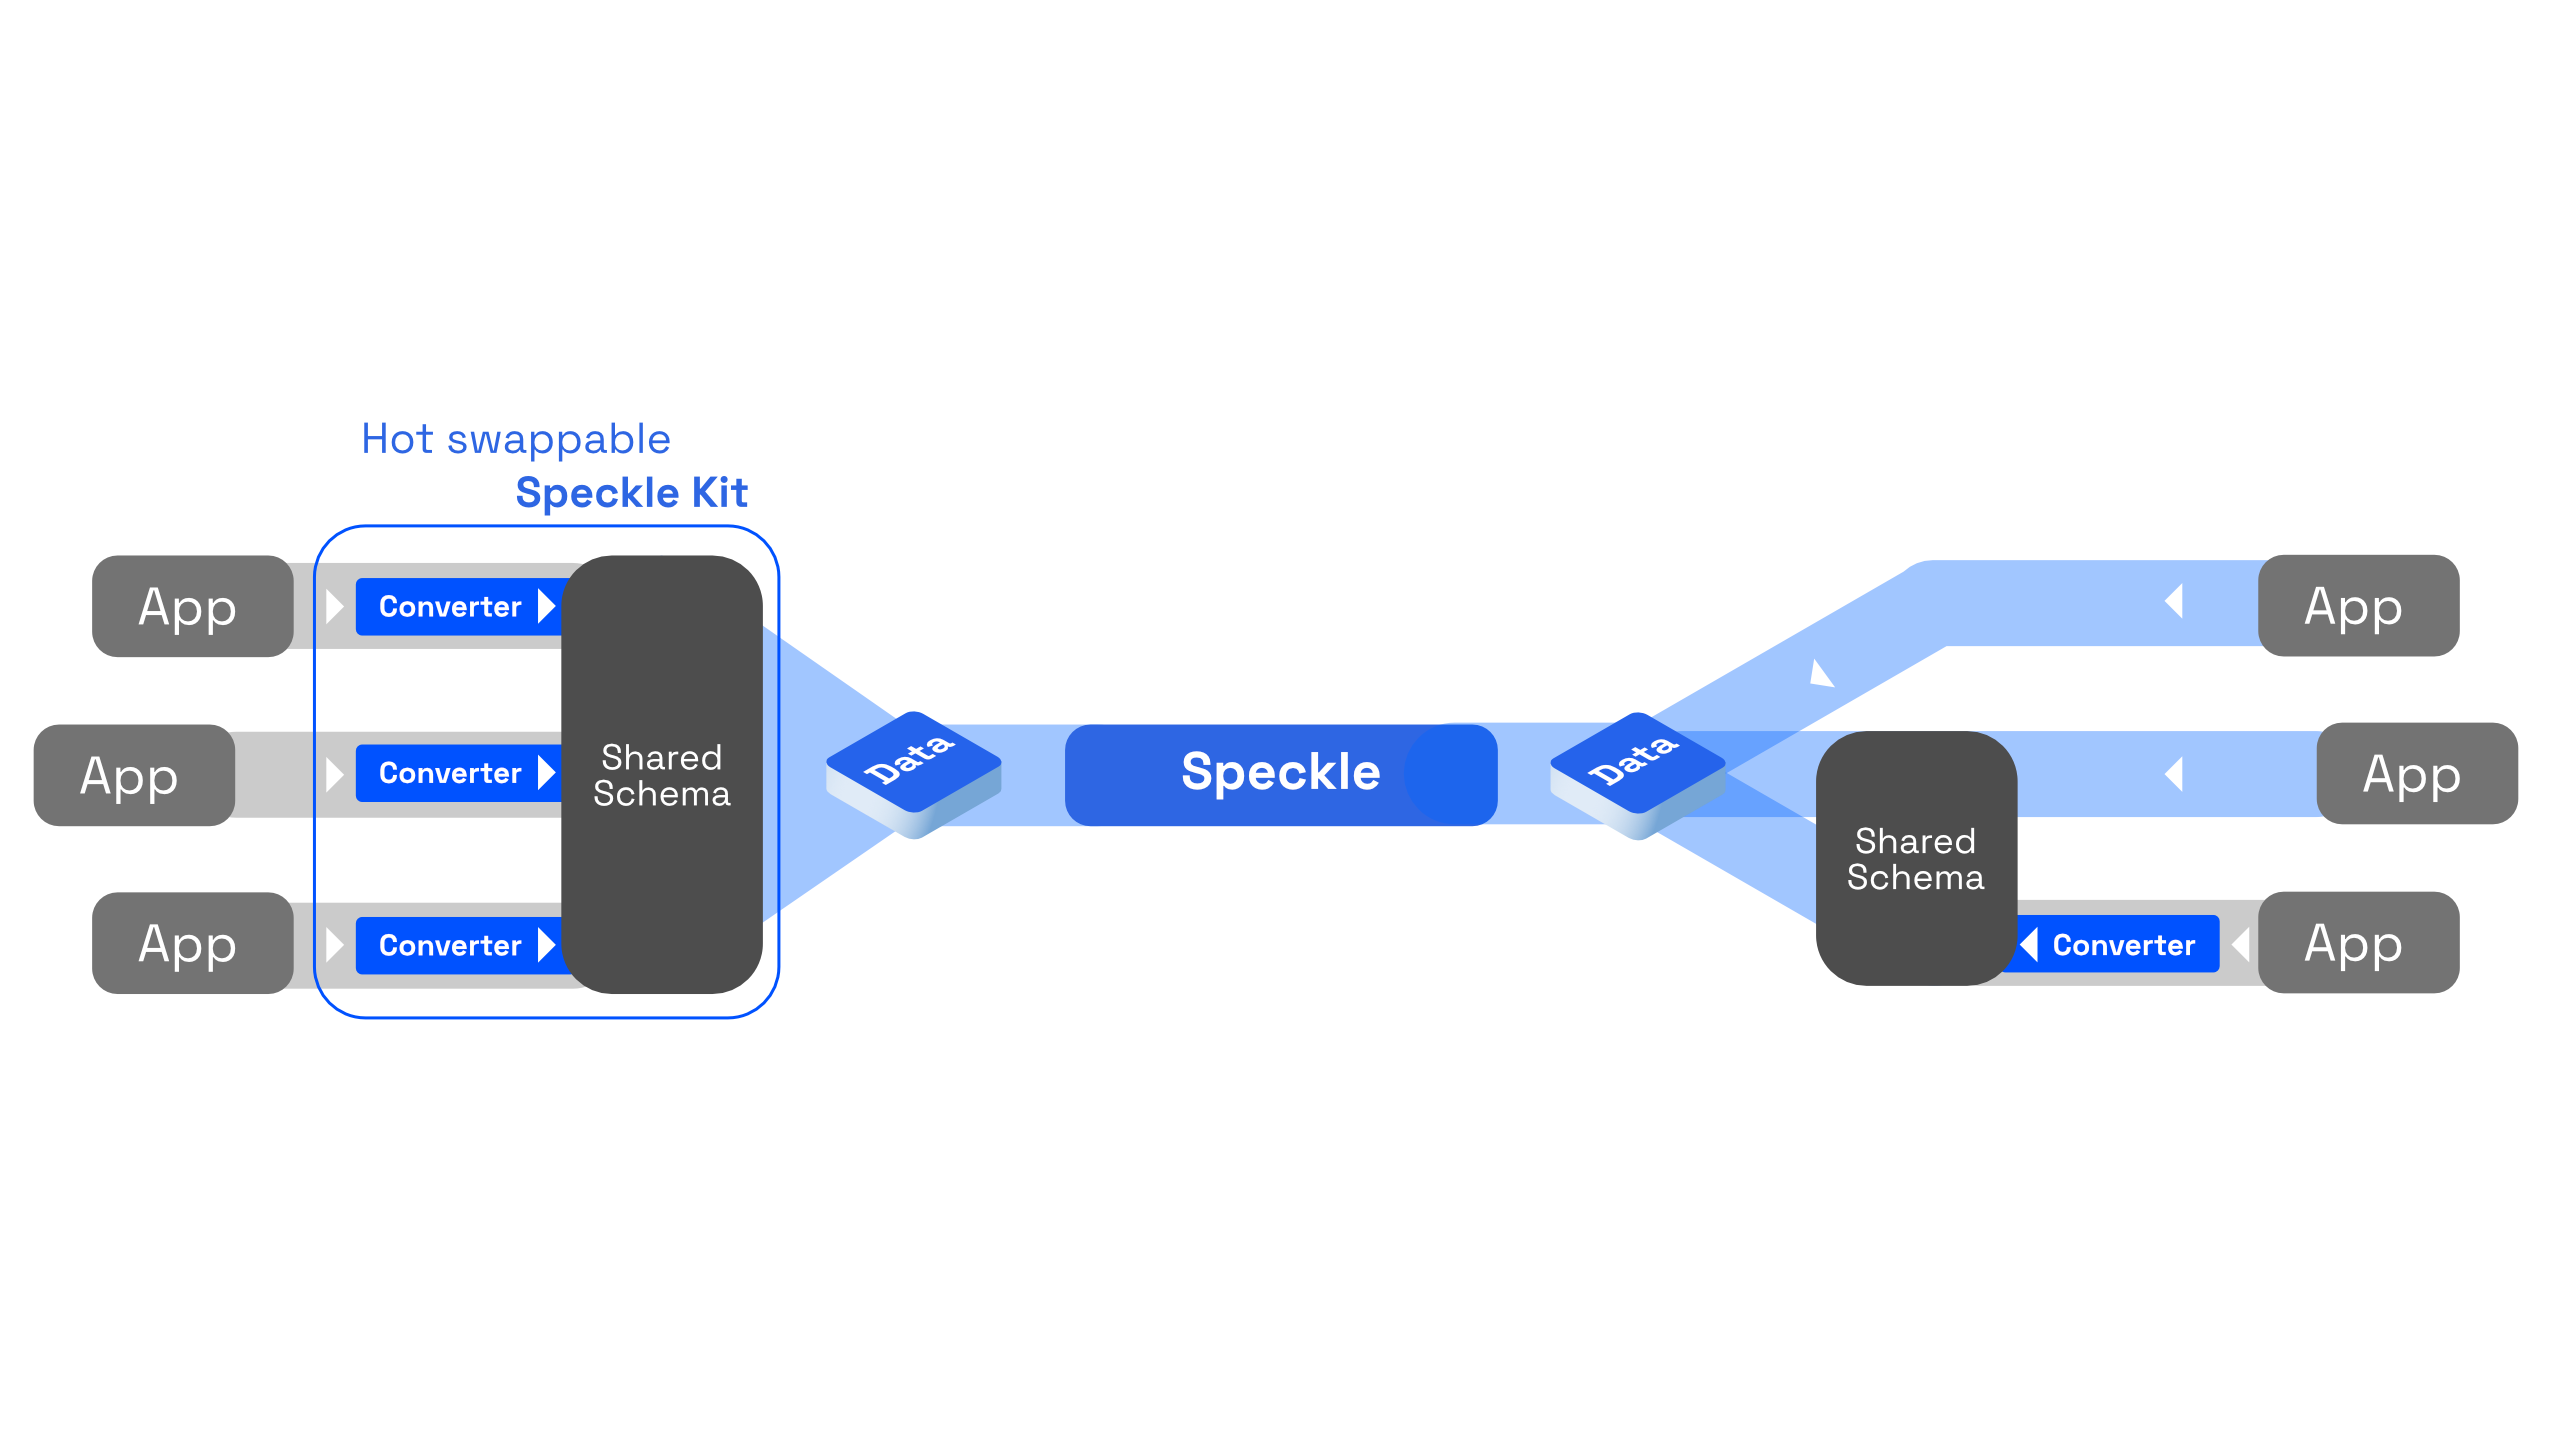 Hot swappable
Speckle Kit
App
Converter
App
Converter
App
Converter
Shared
Schema
Data
Speckle
Data
Shared
Schema
App
App
Converter
App